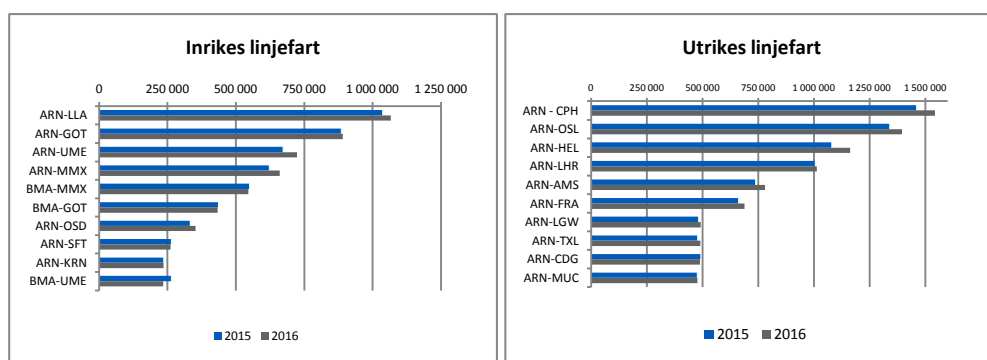 Inrikes linjefart
0 250 000 500 000 750 000 1 000 000 1 250 000
ARN-LLA
ARN-GOT
ARN-UME
ARN-MMX
BMA-MMX
BMA-GOT
ARN-OSD
ARN-SFT
ARN-KRN
BMA-UME
2015 2016
Utrikes linjefart
0 250 000 500 000 750 000 1 000 000 1 250 000 1 500 000
ARN - CPH
ARN-OSL
ARN-HEL
ARN-LHR
ARN-AMS
ARN-FRA
ARN-LGW
ARN-TXL
ARN-CDG
ARN-MUC
2015 2016